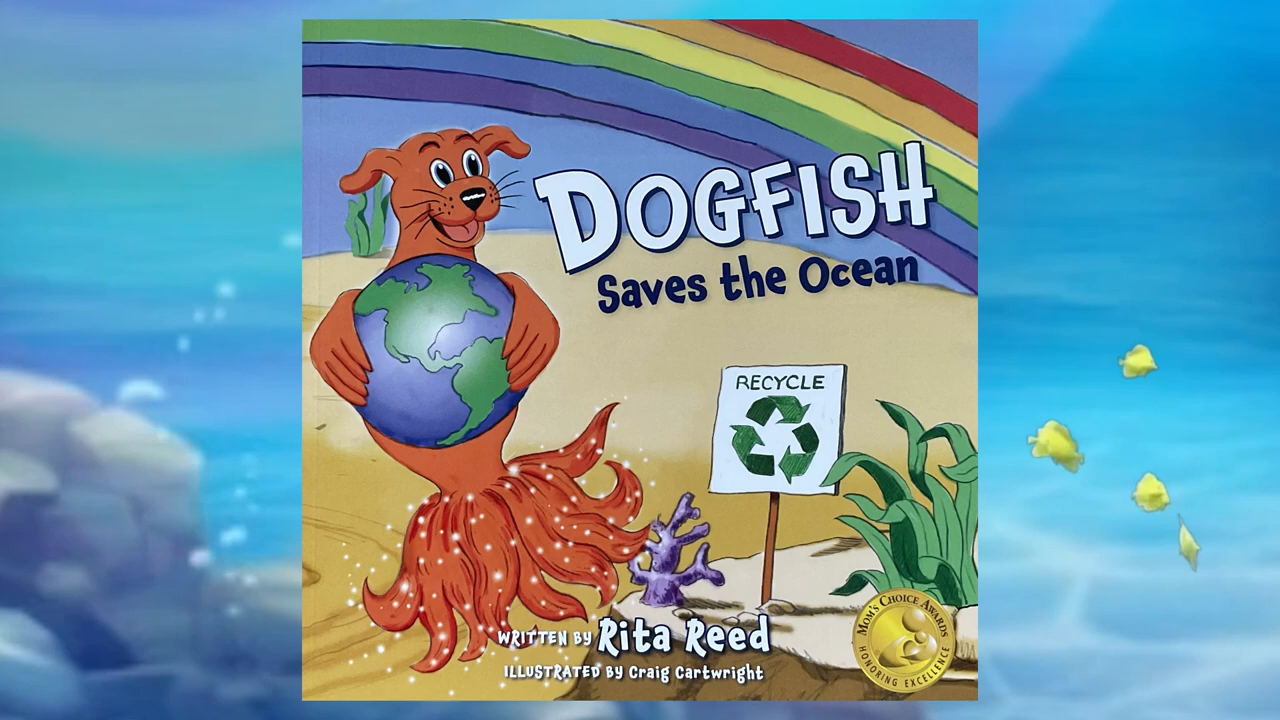 DOGFISH
Saves the Ocean
RECYCLE
WRITTEN BY Rita Reed
ILLUSTRATED BY Craig Cartwright
MOM'S CHOICE AWARDS
HONORING EXCELLENCE